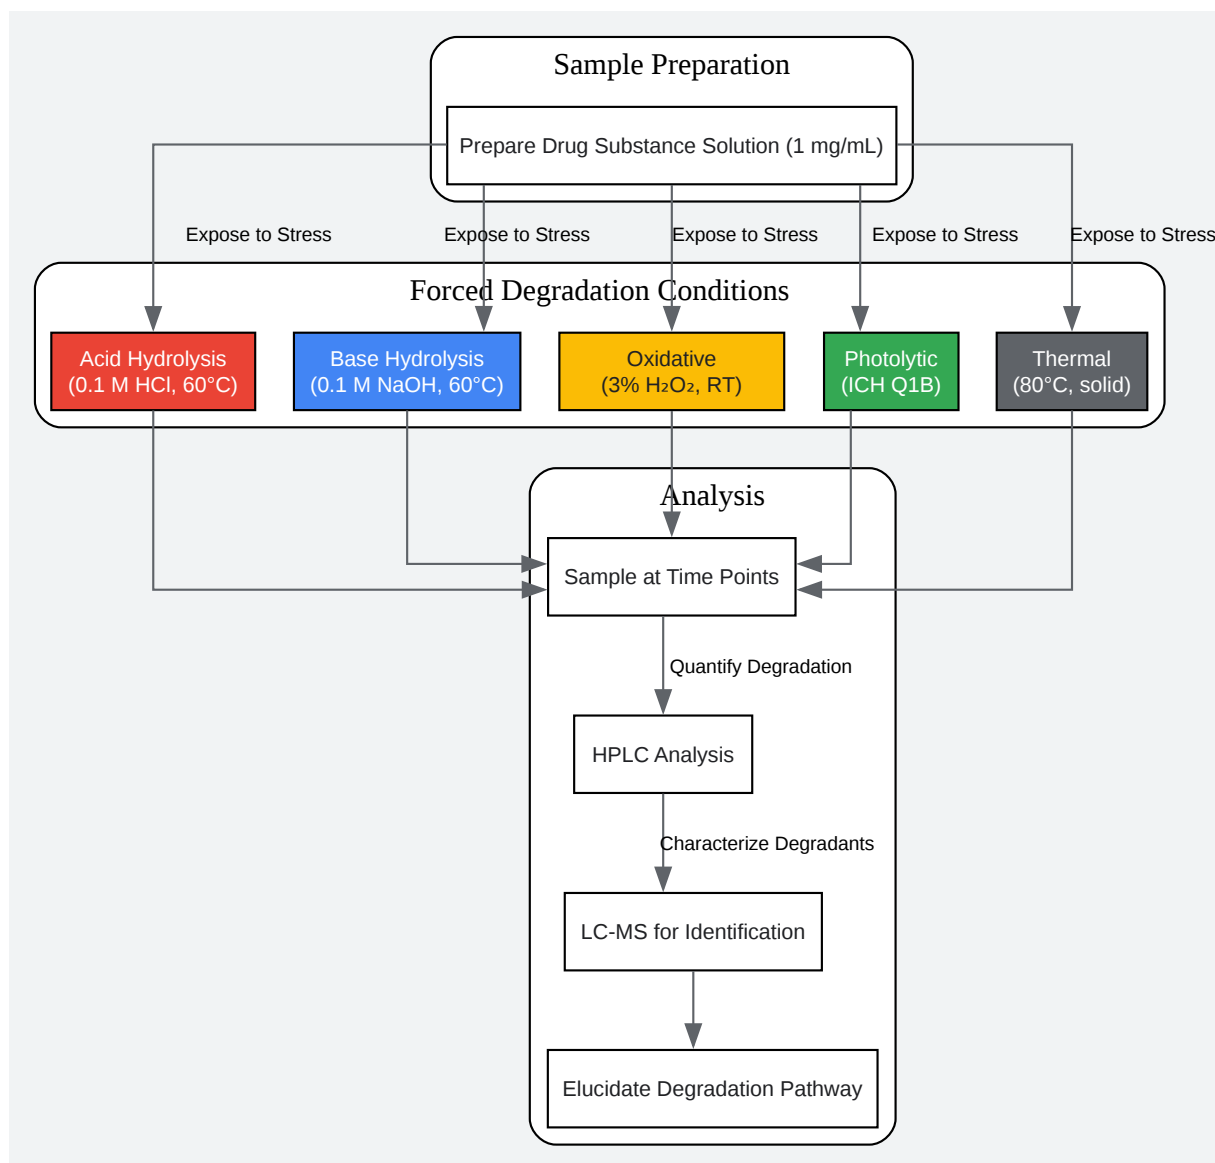 Sample Preparation
Prepare Drug Substance Solution (1 mg/mL)
Expose to Stress
Expose to Stress
Expose to Stress
Expose to Stress
Expose to Stress
Forced Degradation Conditions
Acid Hydrolysis
(0.1 M HCl, 60°C)
Base Hydrolysis
(0.1 M NaOH, 60°C)
Oxidative
(3% H₂O₂, RT)
Photolytic
(ICH Q1B)
Thermal
(80°C, solid)
Analysis
Sample at Time Points
Quantify Degradation
HPLC Analysis
Characterize Degradants
LC-MS for Identification
Elucidate Degradation Pathway